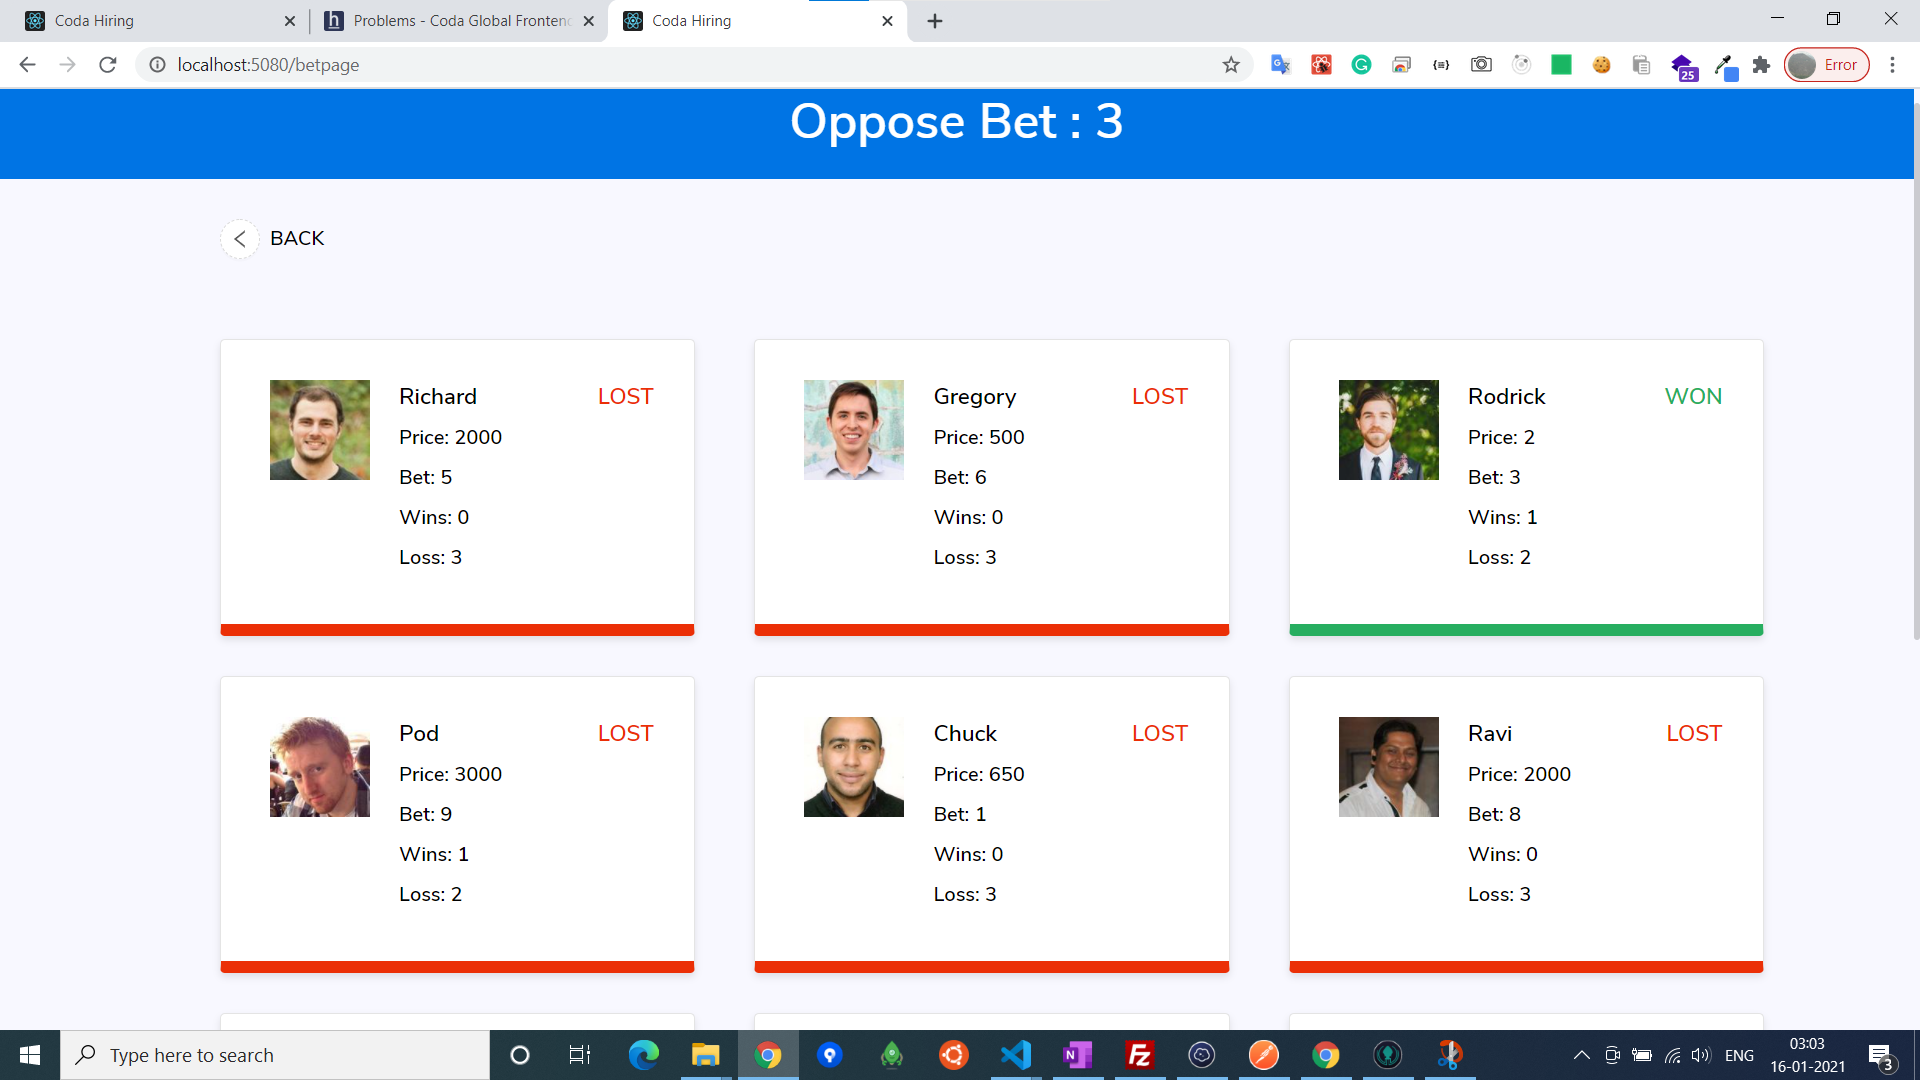 Coda Hiring
Problems - Coda Global Frontend
Coda Hiring
localhost:5080/betpage
25
Error
Oppose Bet : 3
BACK
Richard LOST
Price: 2000
Bet: 5
Wins: 0
Loss: 3
Gregory LOST
Price: 500
Bet: 6
Wins: 0
Loss: 3
Rodrick WON
Price: 2
Bet: 3
Wins: 1
Loss: 2
Pod LOST
Price: 3000
Bet: 9
Wins: 1
Loss: 2
Chuck LOST
Price: 650
Bet: 1
Wins: 0
Loss: 3
Ravi LOST
Price: 2000
Bet: 8
Wins: 0
Loss: 3
Type here to search
ENG
03:03
16-01-2021
3